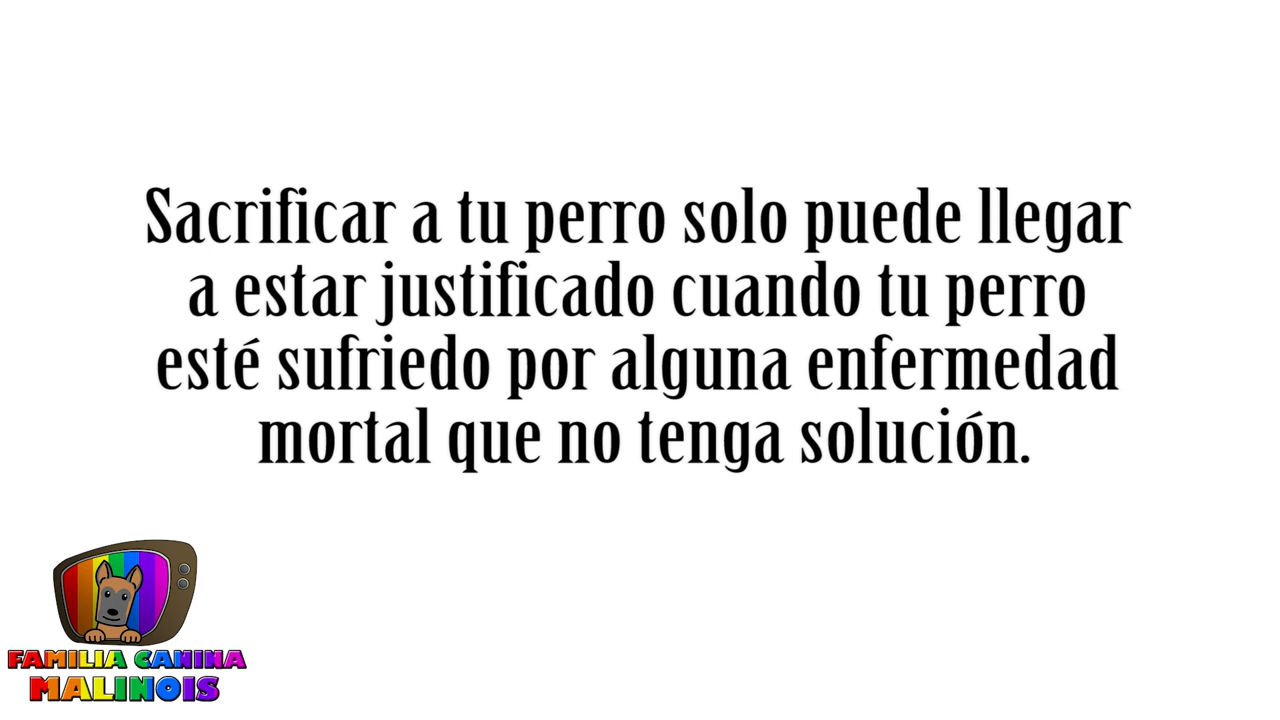 Sacrificar a tu perro solo puede llegar
a estar justificado cuando tu perro
esté sufriedo por alguna enfermedad
mortal que no tenga solución.
FAMILIA CANINA
MALINOIS